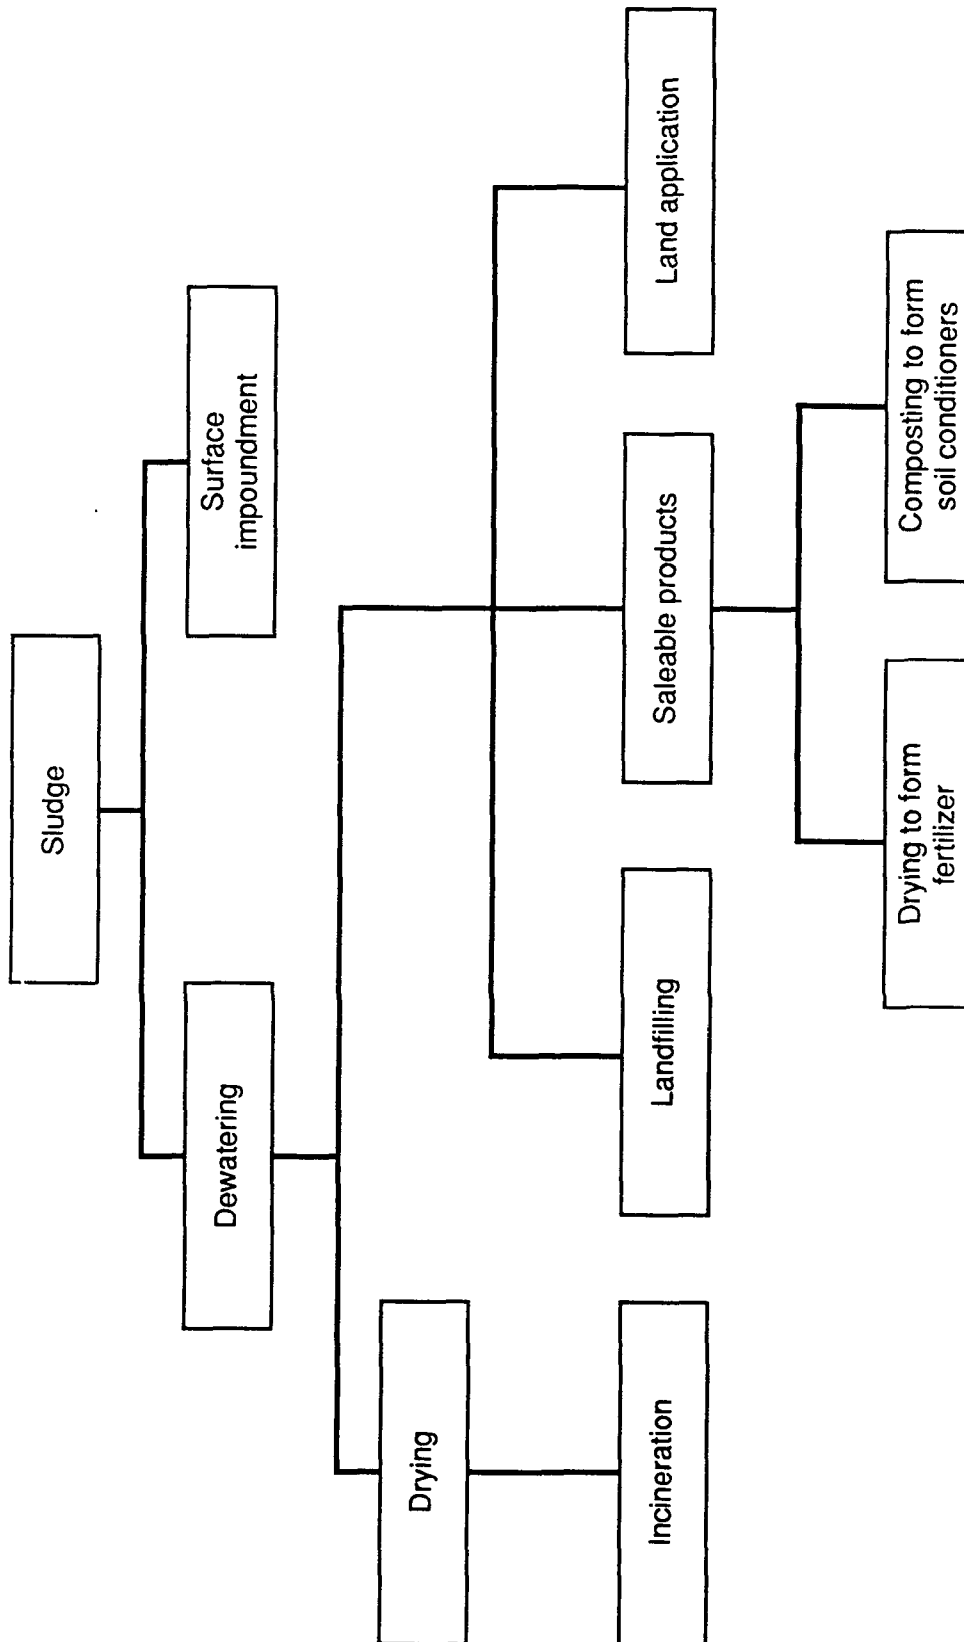 Sludge
Dewatering
Surface
impoundment
Drying
Incineration
Landfilling
Saleable products
Land application
Drying to form
fertilizer
Composting to form
soil conditioners